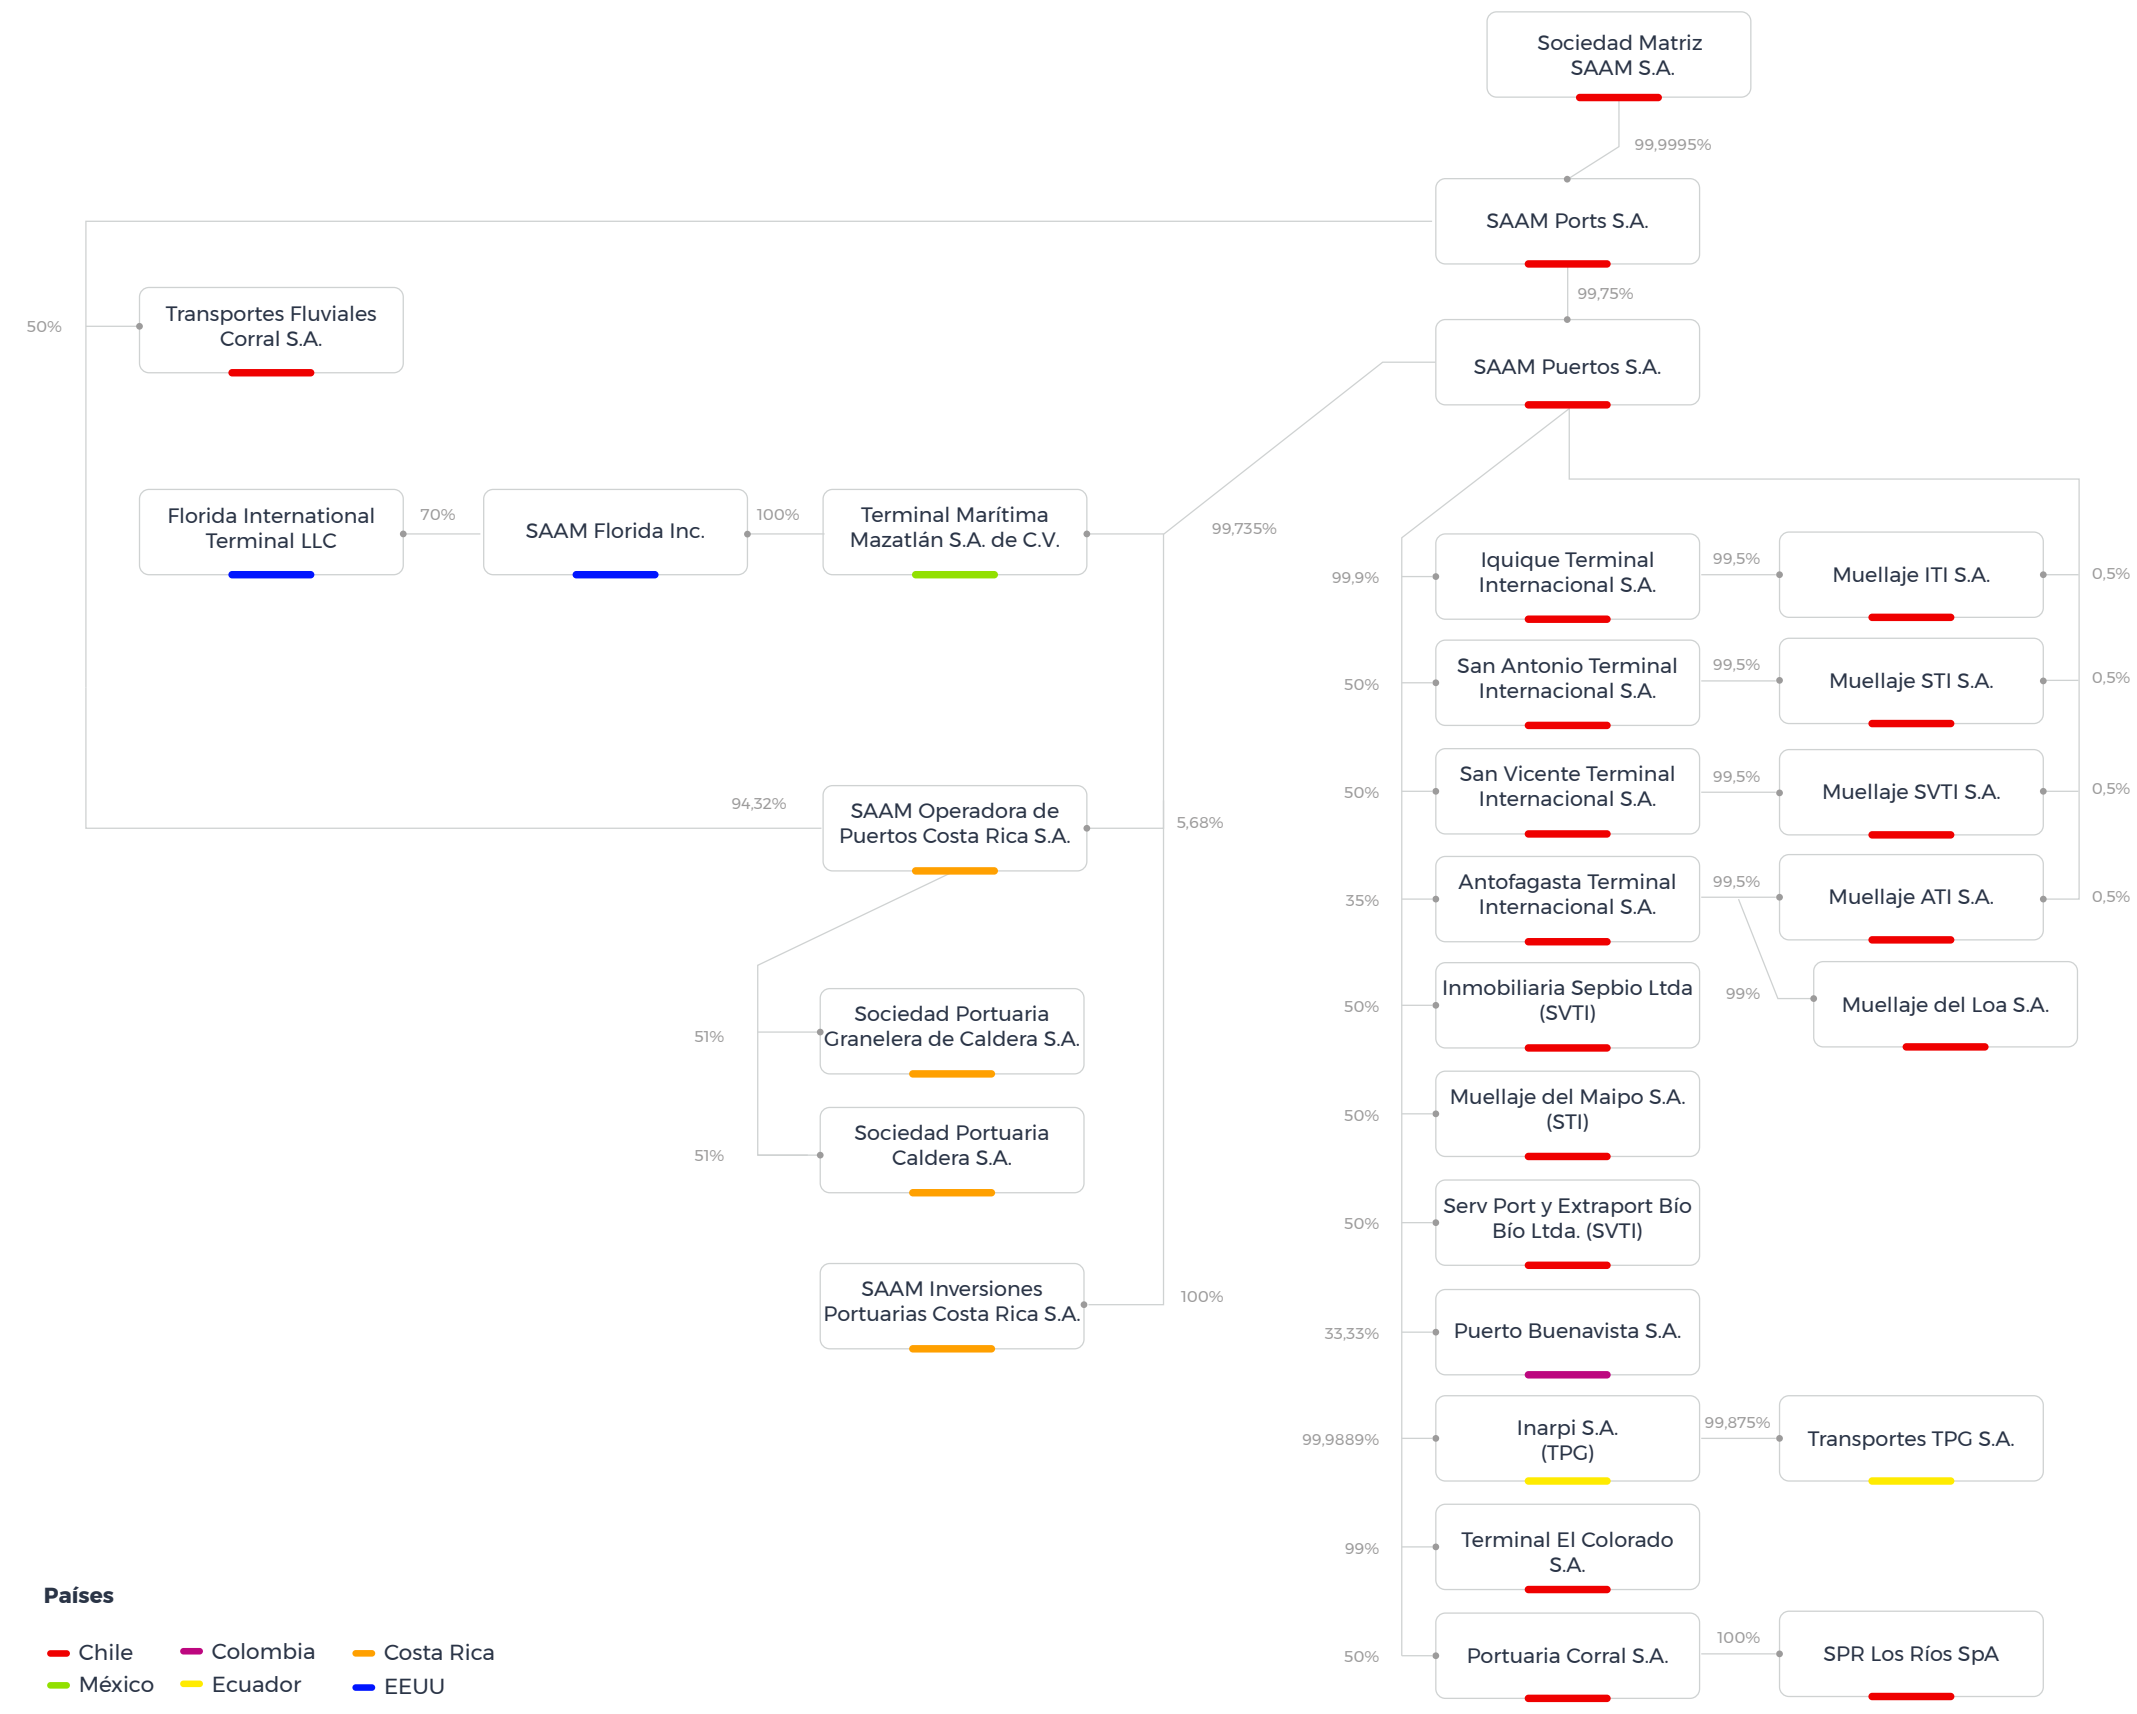 Sociedad Matriz
SAAM S.A.
99,9995%
SAAM Ports S.A.
99,75%
50%
Transportes Fluviales
Corral S.A.
SAAM Puertos S.A.
Florida International
Terminal LLC
70%
SAAM Florida Inc.
100%
Terminal Marítima
Mazatlán S.A. de C.V.
99,735%
94,32%
SAAM Operadora de
Puertos Costa Rica S.A.
5,68%
51%
Sociedad Portuaria
Granelera de Caldera S.A.
51%
Sociedad Portuaria
Caldera S.A.
SAAM Inversiones
Portuarias Costa Rica S.A.
100%
99,9%
Iquique Terminal
Internacional S.A.
99,5%
Muellaje ITI S.A.
0,5%
50%
San Antonio Terminal
Internacional S.A.
99,5%
Muellaje STI S.A.
0,5%
50%
San Vicente Terminal
Internacional S.A.
99,5%
Muellaje SVTI S.A.
0,5%
35%
Antofagasta Terminal
Internacional S.A.
99,5%
Muellaje ATI S.A.
0,5%
50%
Inmobiliaria Sepbio Ltda
(SVTI)
99%
Muellaje del Loa S.A.
50%
Muellaje del Maipo S.A.
(STI)
50%
Serv Port y Extraport Bío
Bío Ltda. (SVTI)
33,33%
Puerto Buenavista S.A.
99,9889%
Inarpi S.A.
(TPG)
99,875%
Transportes TPG S.A.
99%
Terminal El Colorado
S.A.
50%
Portuaria Corral S.A.
100%
SPR Los Ríos SpA
Países
Chile
Colombia
Costa Rica
México
Ecuador
EEUU